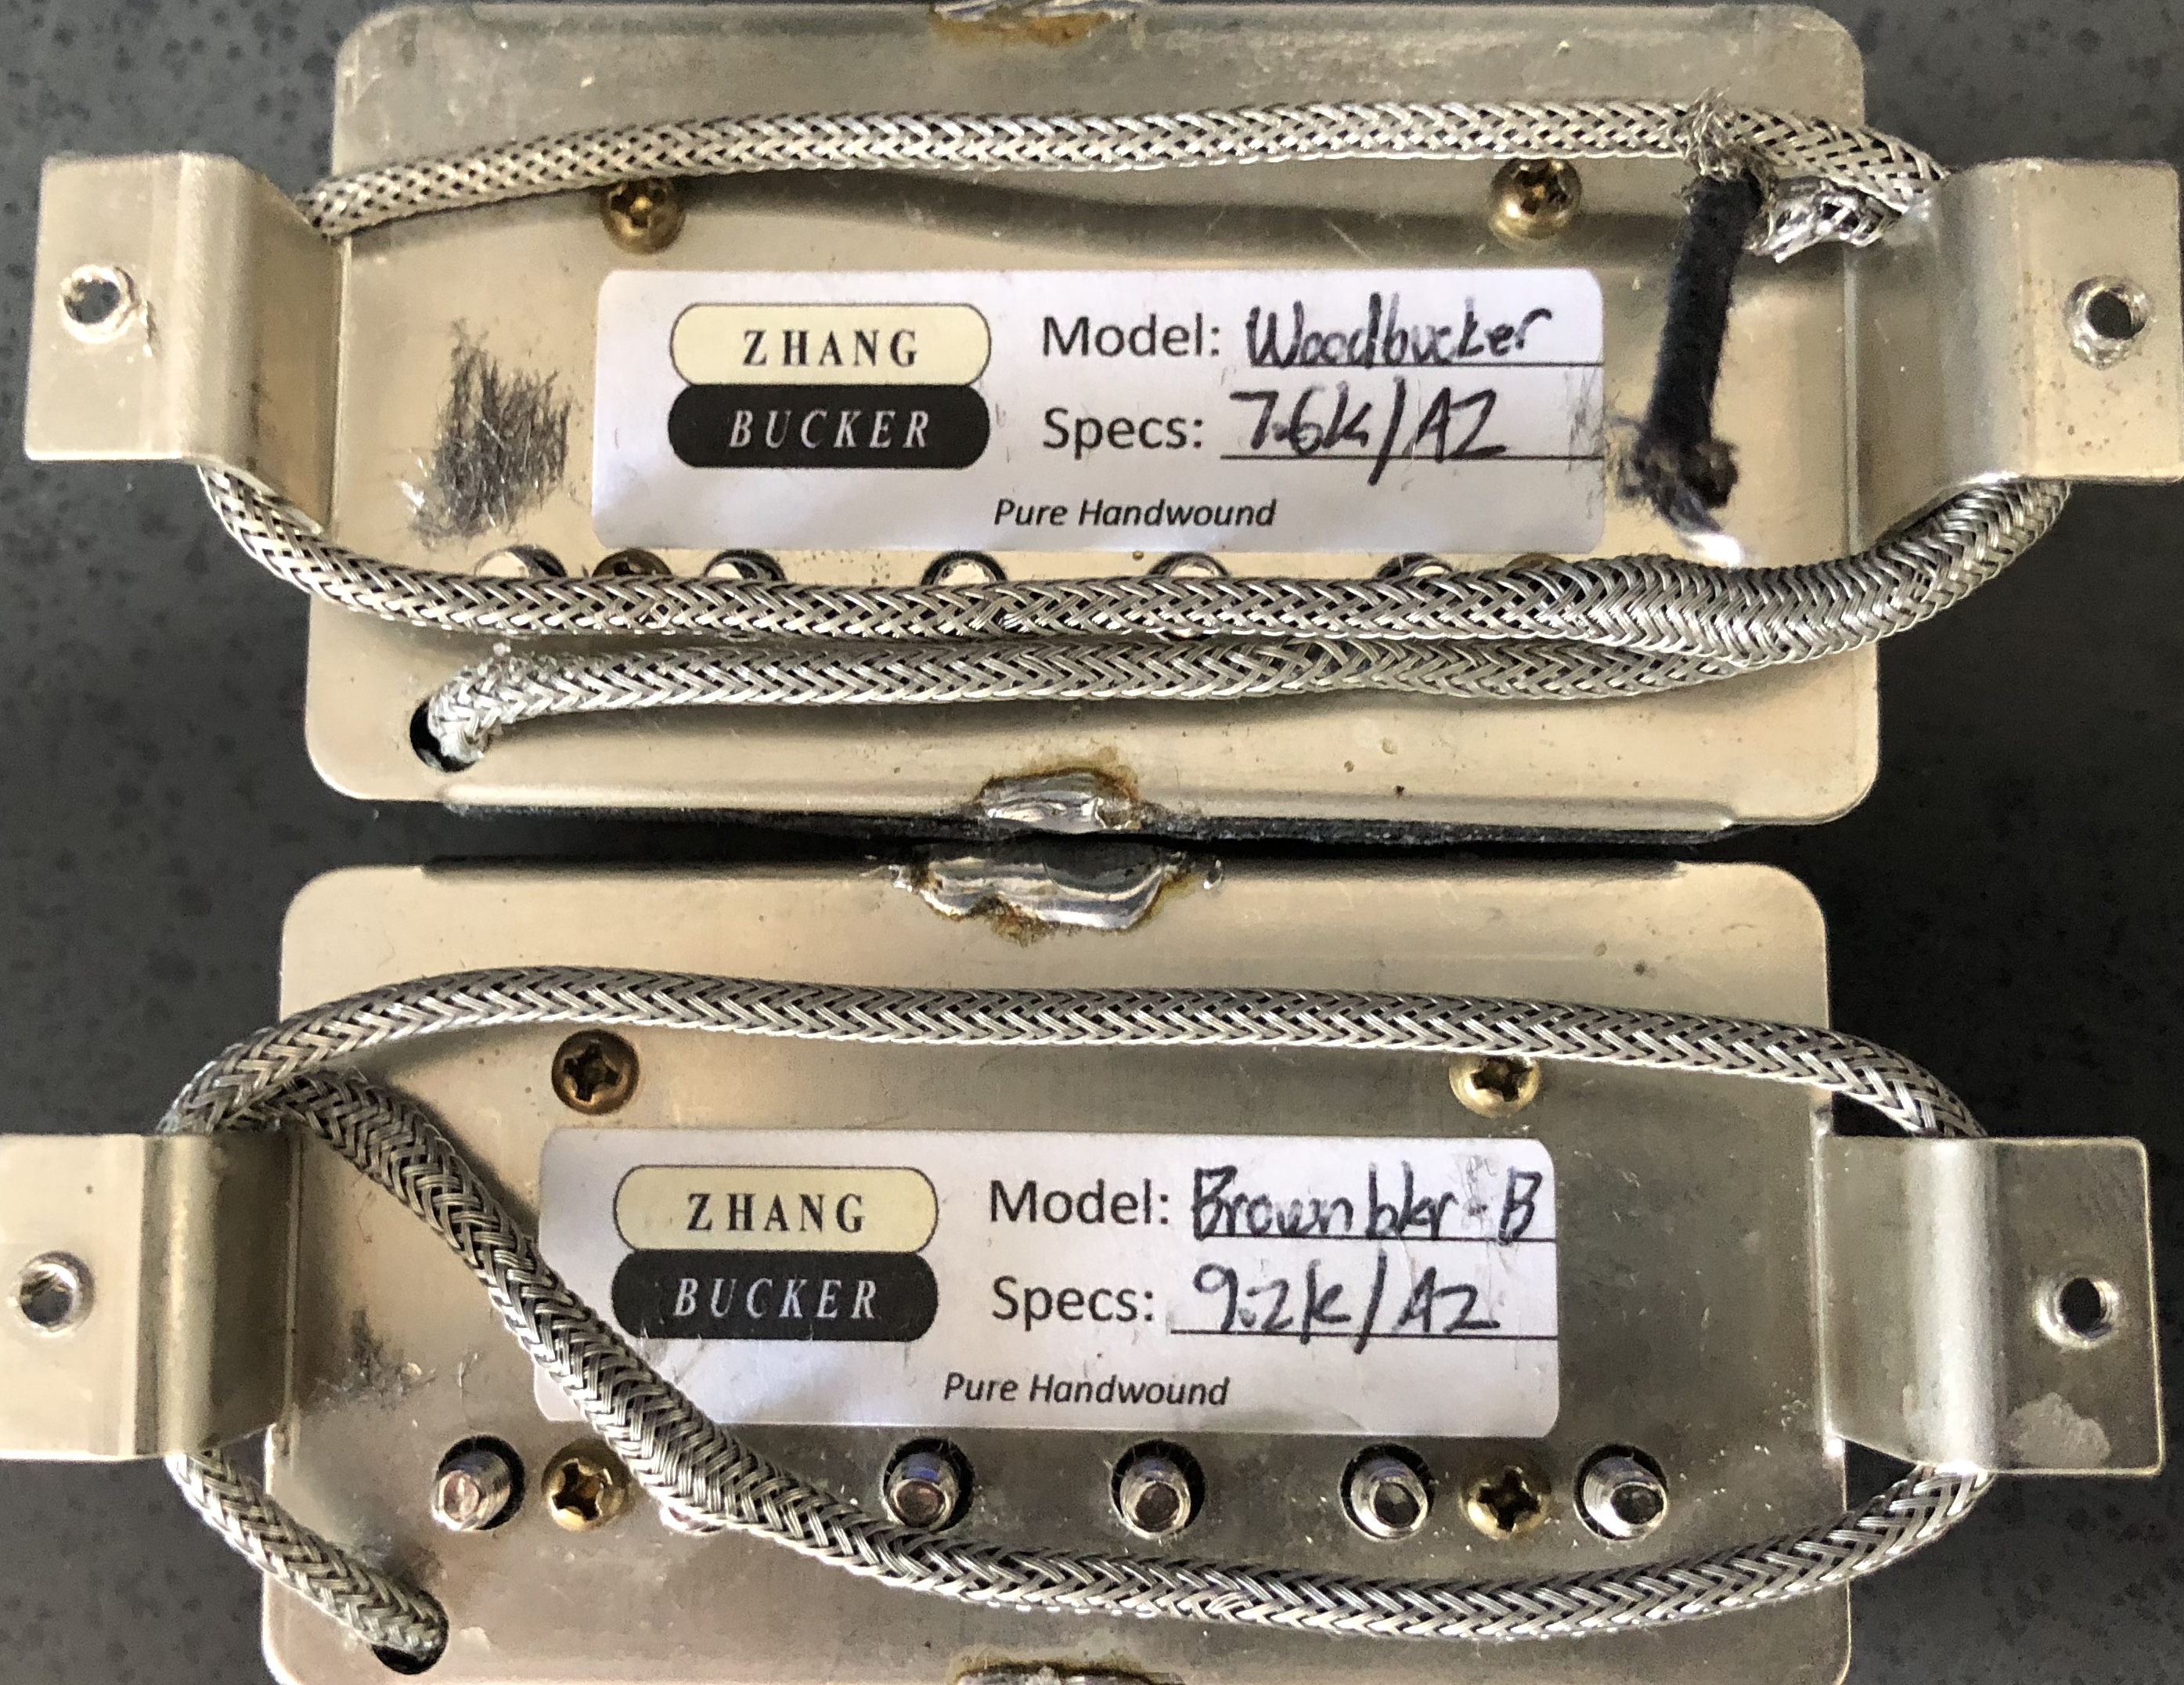 ZHANG
BUCKER
Model: Woodbucker
Specs: 7.6k/A2
Pure Handwound
ZHANG
BUCKER
Model: Brownbkr-B
Specs: 9.2k/A2
Pure Handwound